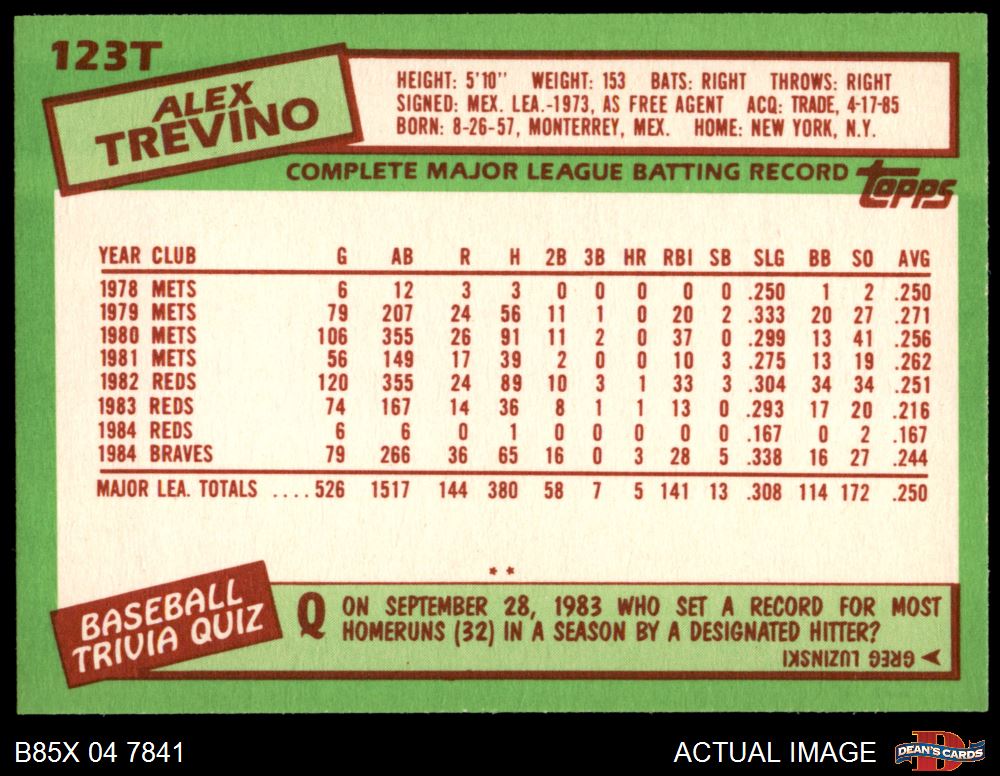 123T
ALEX
TREVINO
HEIGHT: 5'10" WEIGHT: 153 BATS: RIGHT THROWS: RIGHT
SIGNED: MEX. LEA.-1973, AS FREE AGENT ACQ: TRADE, 4-17-85
BORN: 8-26-57, MONTERREY, MEX. HOME: NEW YORK, N.Y.
COMPLETE MAJOR LEAGUE BATTING RECORD
Topps
YEAR CLUB G AB R H 2B 3B HR RBI SB SLG BB SO AVG
1978 METS 6 12 3 3 0 0 0 0 0 .250 1 2 .250
1979 METS 79 207 24 56 11 1 0 20 2 .333 20 27 .271
1980 METS 106 355 26 91 11 2 0 37 0 .299 13 41 .256
1981 METS 56 149 17 39 2 0 0 10 3 .275 13 19 .262
1982 REDS 120 355 24 89 10 3 1 33 3 .304 34 34 .251
1983 REDS 74 167 14 36 8 1 1 13 0 .293 17 20 .216
1984 REDS 6 6 0 1 0 0 0 0 0 .167 0 2 .167
1984 BRAVES 79 266 36 65 16 0 3 28 5 .338 16 27 .244
MAJOR LEA. TOTALS ....526 1517 144 380 58 7 5 141 13 .308 114 172 .250
**
BASEBALL
TRIVIA QUIZ
Q ON SEPTEMBER 28, 1983 WHO SET A RECORD FOR MOST
HOMERUNS (32) IN A SEASON BY A DESIGNATED HITTER?
GREG LUZINSKI
B85X 04 7841
ACTUAL IMAGE
DEAN'S CARDS